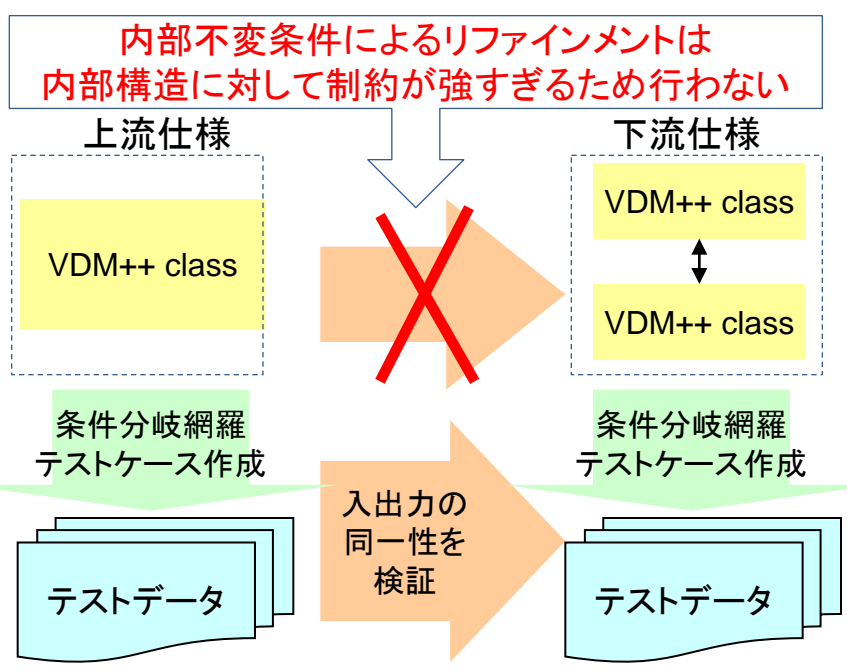 内部不変条件によるリファインメントは
内部構造に対して制約が強すぎるため行わない
上流仕様
下流仕様
VDM++ class
VDM++ class
VDM++ class
条件分岐網羅
テストケース作成
条件分岐網羅
テストケース作成
入出力の
同一性を
検証
テストデータ
テストデータ